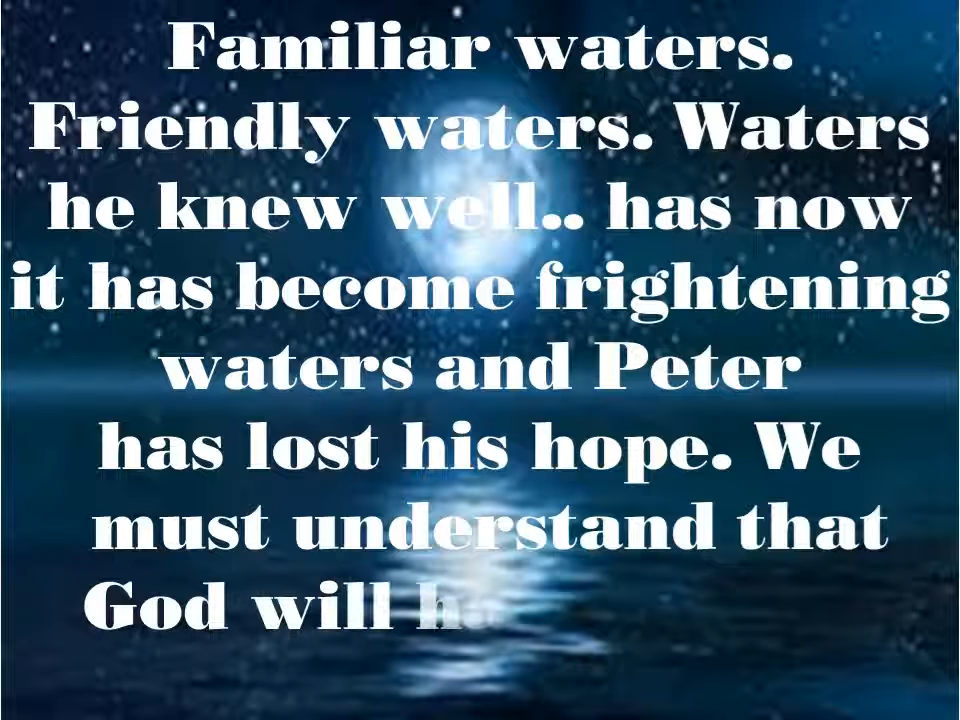 Familiar waters.
Friendly waters. Waters
he knew well.. has now
it has become frightening
waters and Peter
has lost his hope. We
must understand that
God will